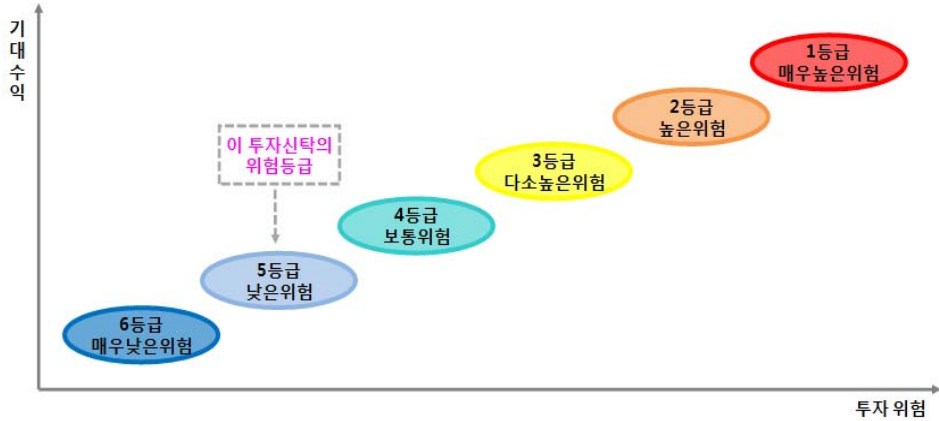 기대수익
1등급
매우높은위험
2등급
높은위험
이 투자신탁의
위험등급
3등급
다소높은위험
4등급
보통위험
5등급
낮은위험
6등급
매우낮은위험
투자 위험